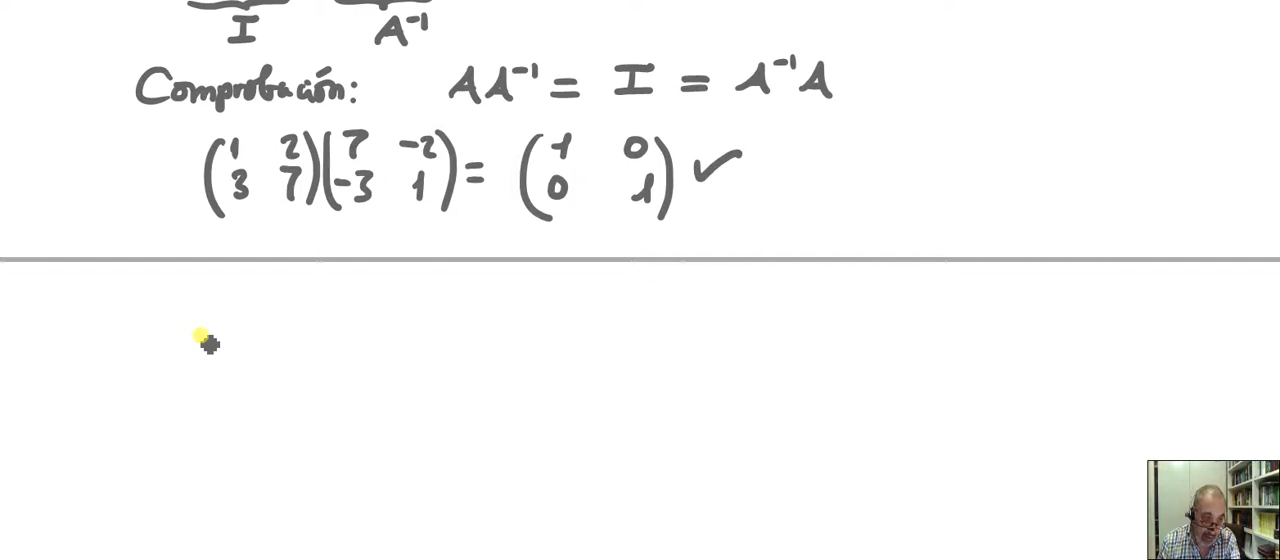 I A⁻¹
Comprobación: AA⁻¹ = I = A⁻¹A
(1 2)(7 -2) = (1 0) ✓
(3 7)(-3 1) (0 1)